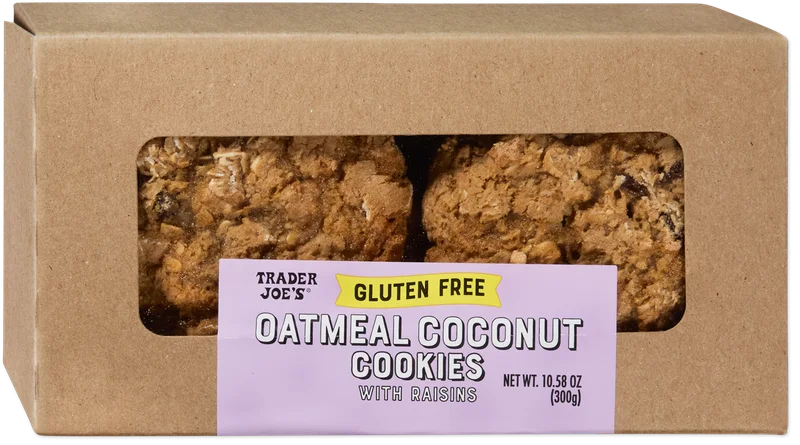 TRADER
JOE'S®
GLUTEN FREE
OATMEAL COCONUT
COOKIES
WITH RAISINS
NET WT. 10.58 OZ
(300g)